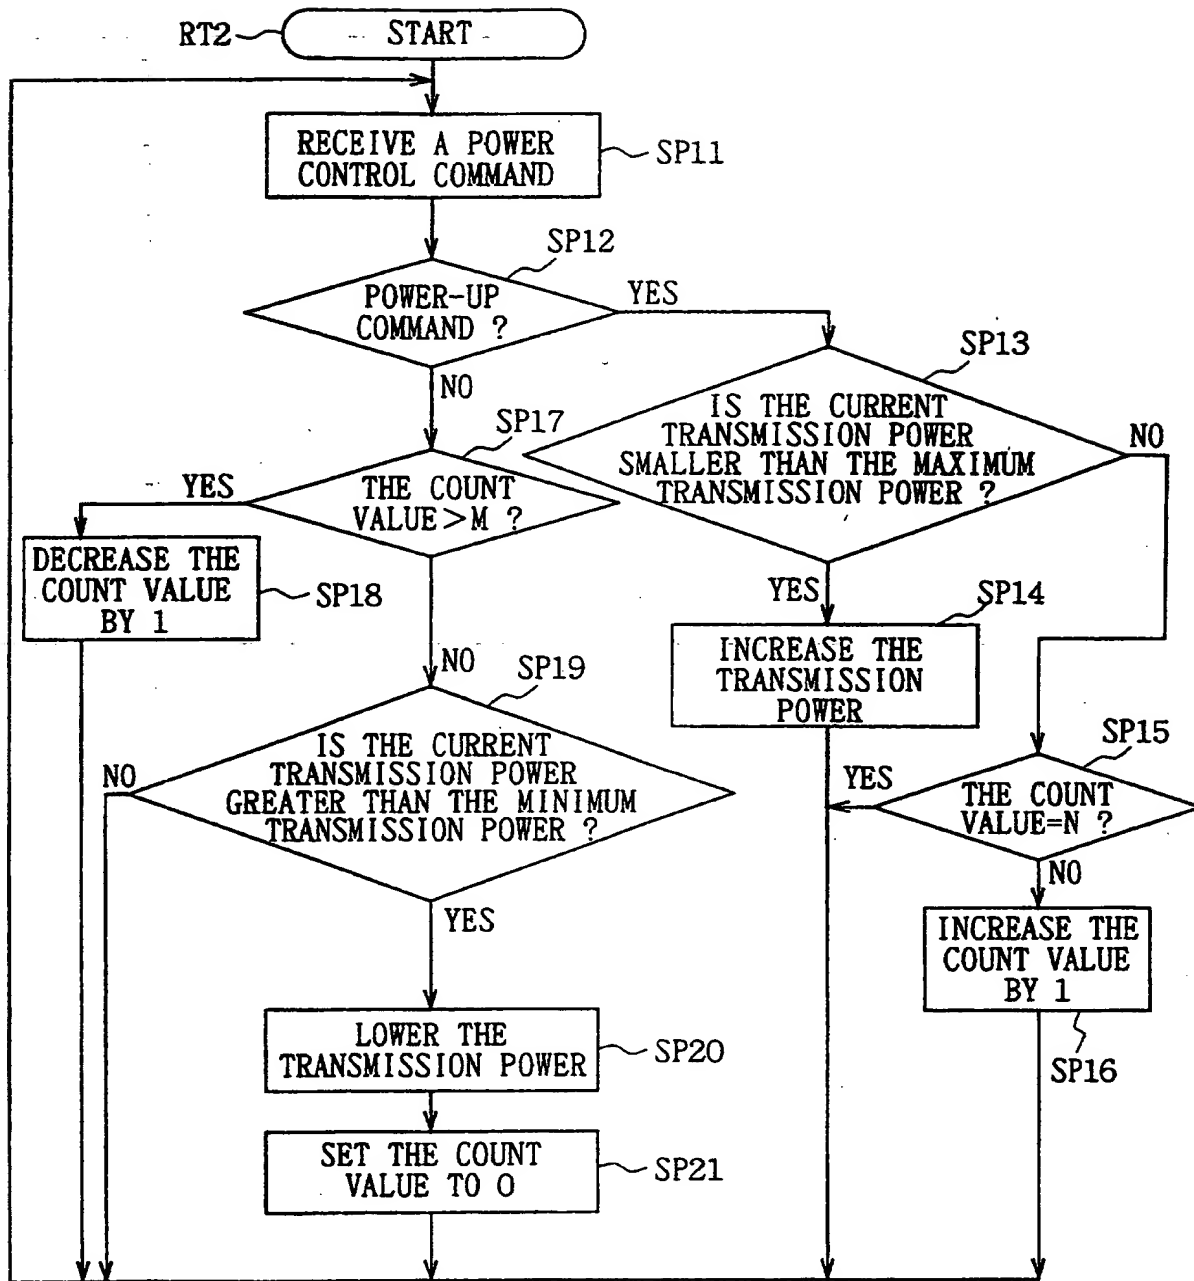 RT2
START
RECEIVE A POWER
CONTROL COMMAND
SP11
SP12
POWER-UP
COMMAND ?
YES
NO
SP13
IS THE CURRENT
TRANSMISSION POWER
SMALLER THAN THE MAXIMUM
TRANSMISSION POWER ?
NO
YES
SP17
THE COUNT
VALUE>M ?
YES
NO
DECREASE THE
COUNT VALUE
BY 1
SP18
SP14
INCREASE THE
TRANSMISSION
POWER
SP19
IS THE CURRENT
TRANSMISSION POWER
GREATER THAN THE MINIMUM
TRANSMISSION POWER ?
NO
YES
SP15
THE COUNT
VALUE=N ?
YES
NO
INCREASE THE
COUNT VALUE
BY 1
SP16
LOWER THE
TRANSMISSION POWER
SP20
SET THE COUNT
VALUE TO 0
SP21